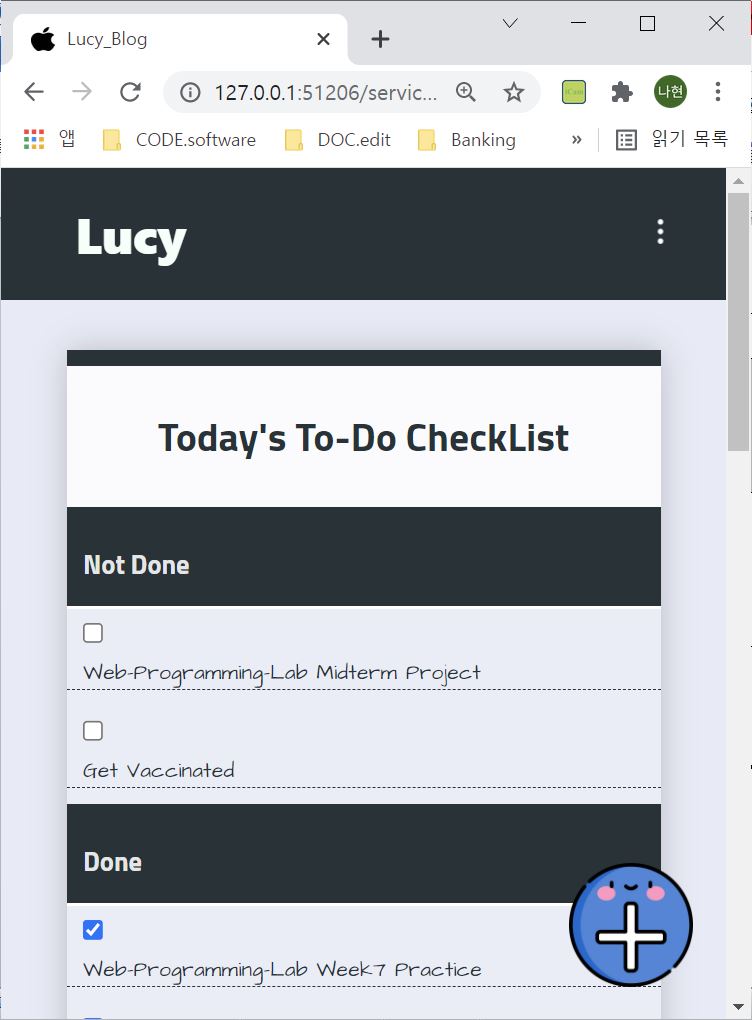 Lucy_Blog
127.0.0.1:51206/servic...
나현
앱
CODE.software
DOC.edit
Banking
»
읽기 목록
Lucy
Today's To-Do CheckList
Not Done
Web-Programming-Lab Midterm Project
Get Vaccinated
Done
Web-Programming-Lab Week7 Practice